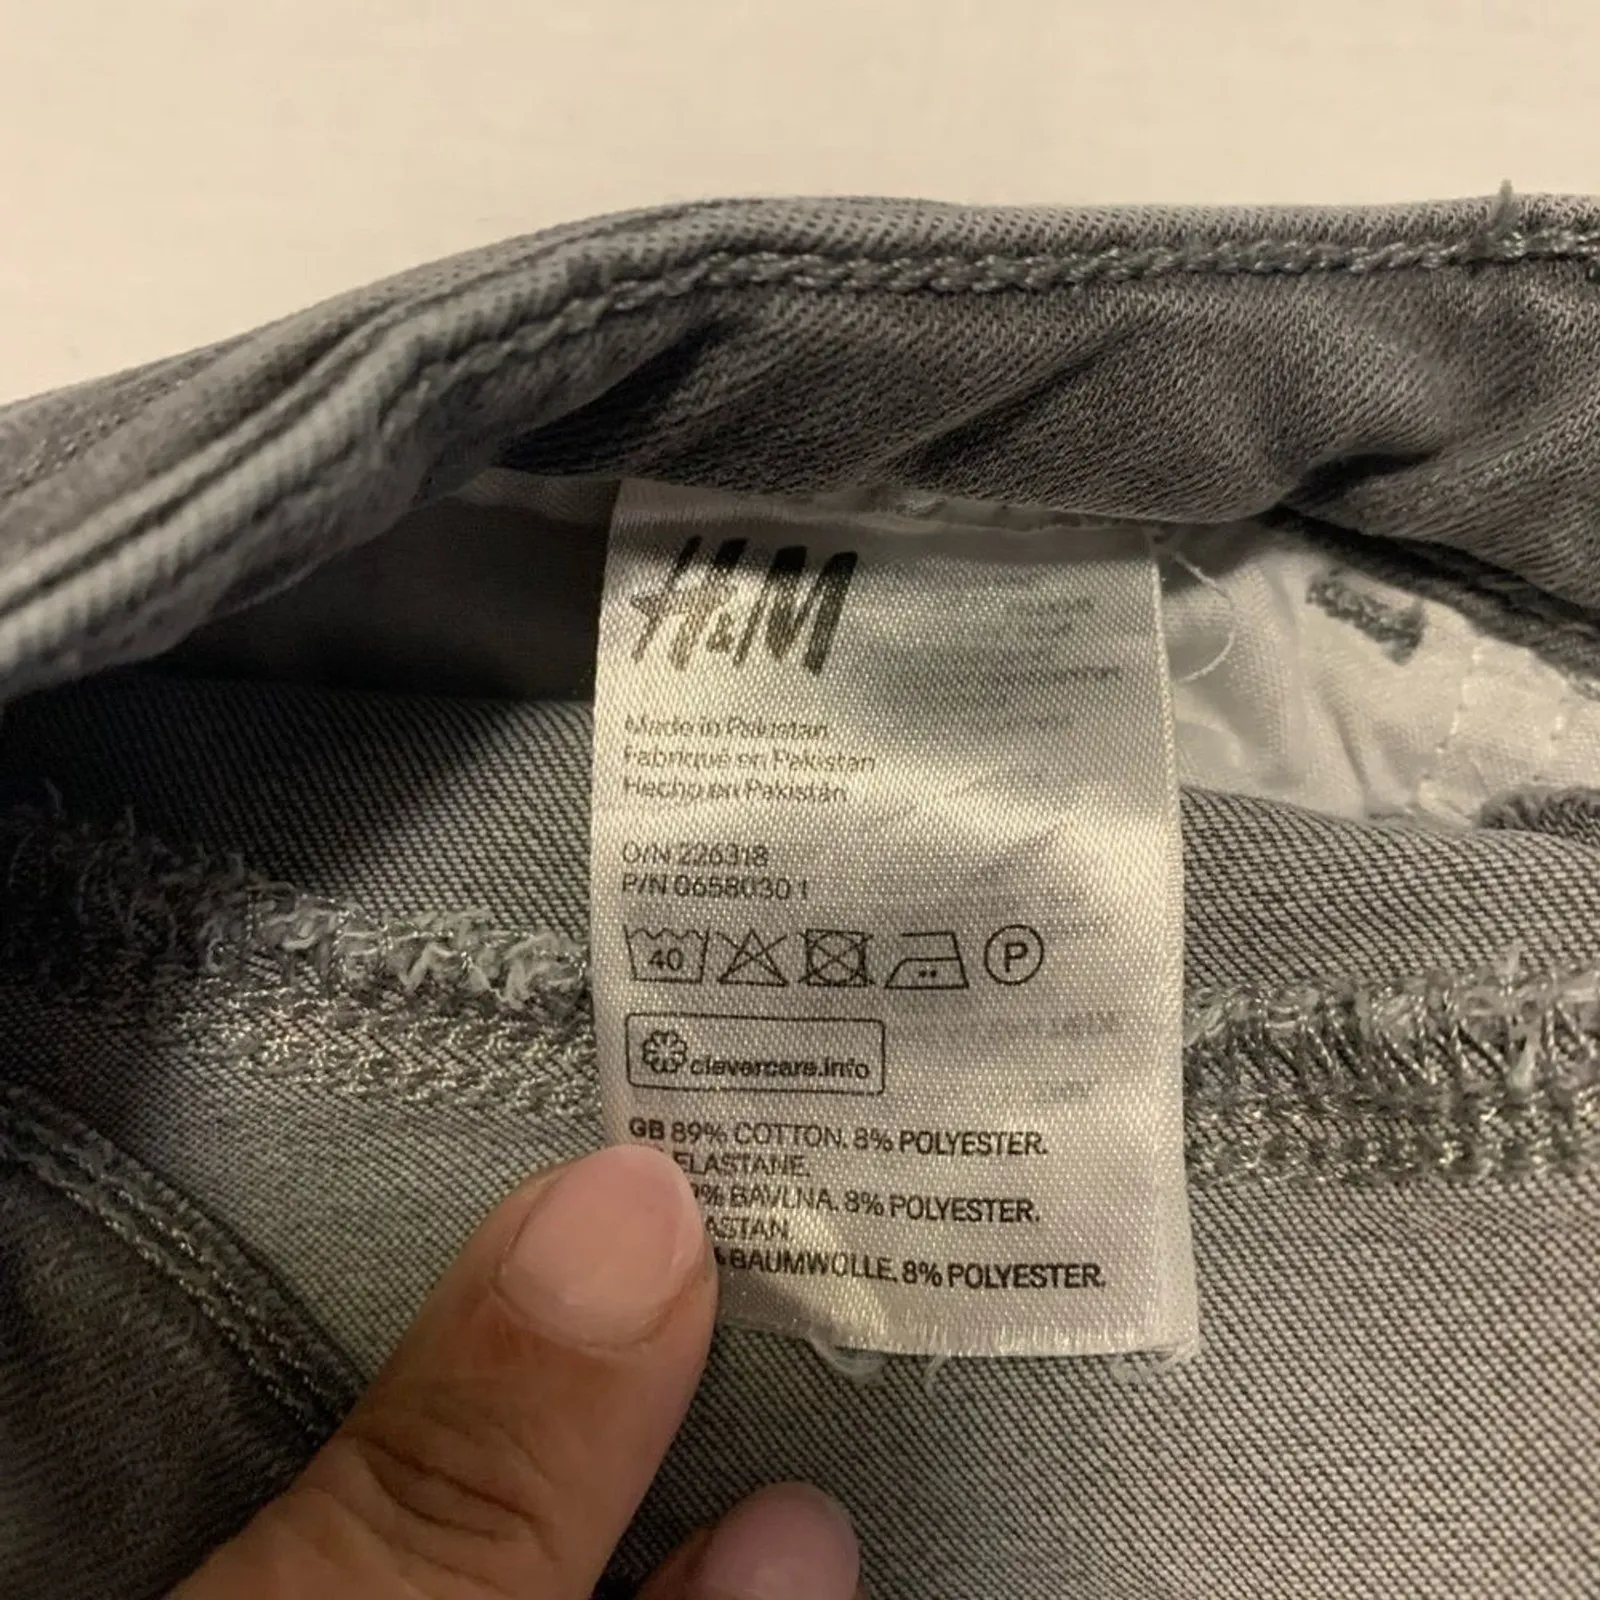 H&M
Made in Pakistan
Fabriqué en Pakistan
Hecho en Pakistán
O/N 226318
P/N 0658030 1
40
P
clevercare.info
GB 89% COTTON. 8% POLYESTER.
ELASTANE.
% BAVLNA. 8% POLYESTER.
ASTAN
BAUMWOLLE. 8% POLYESTER.